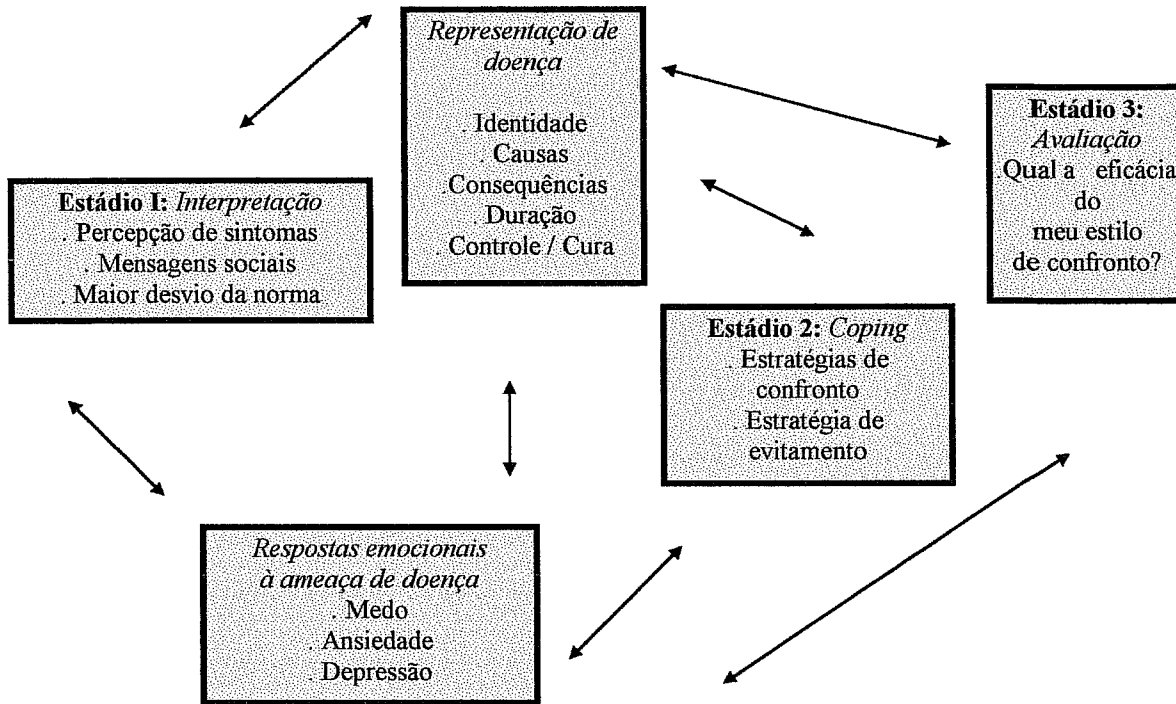 Representação de
doença
. Identidade
. Causas
.Consequências
. Duração
. Controle / Cura
Estádio I: Interpretação
. Percepção de sintomas
. Mensagens sociais
. Maior desvio da norma
Estádio 2: Coping
. Estratégias de
confronto
. Estratégia de
evitamento
Estádio 3:
Avaliação
.Qual a eficácia
do
meu estilo
de confronto?
Respostas emocionais
à ameaça de doença
. Medo
. Ansiedade
. Depressão